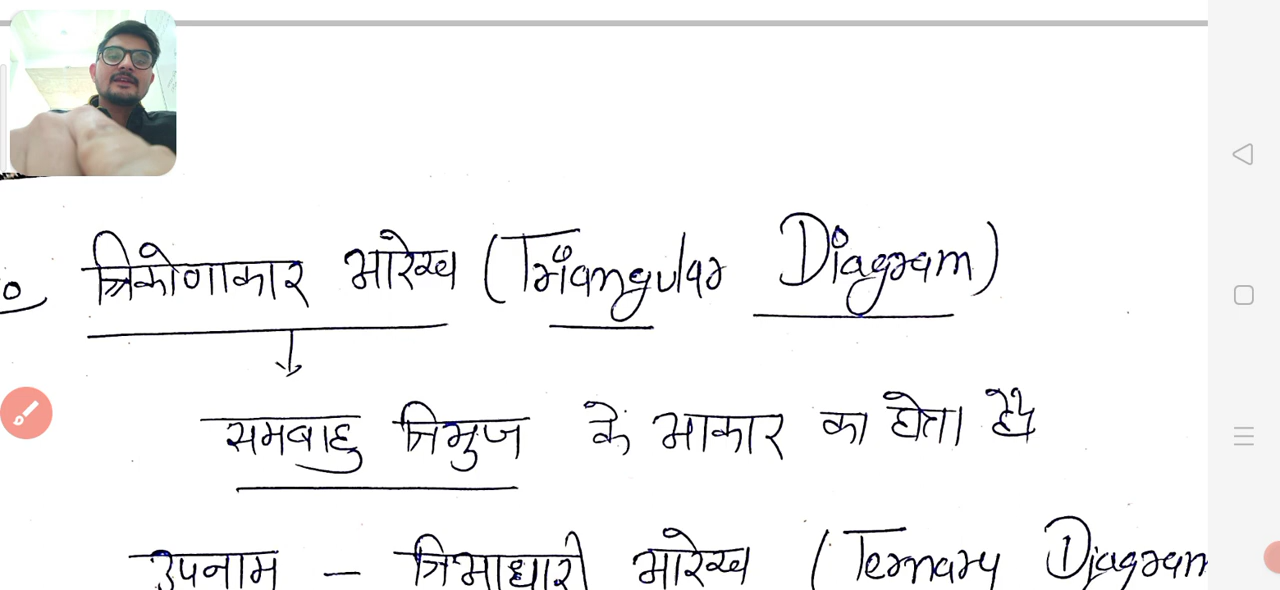 त्रिकोणाकार आरेख (Triangular Diagram)
समबाहु त्रिभुज के आकार का होता है
उपनाम - त्रिआधारी आरेख (Ternary Diagram